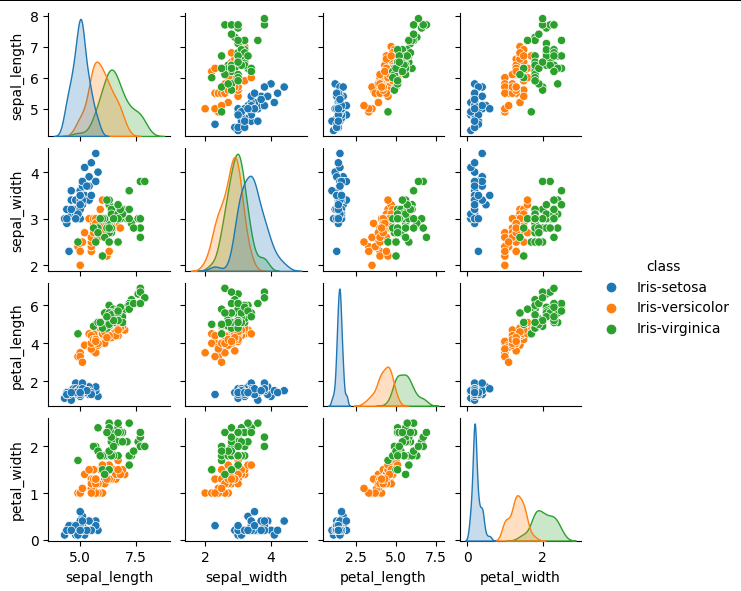 sepal_length
8
7
6
5
sepal_width
4
3
2
class
Iris-setosa
Iris-versicolor
Iris-virginica
petal_length
6
4
2
petal_width
2
1
0
5.0 7.5 2 4 2.5 5.0 7.5 0 2
sepal_length sepal_width petal_length petal_width